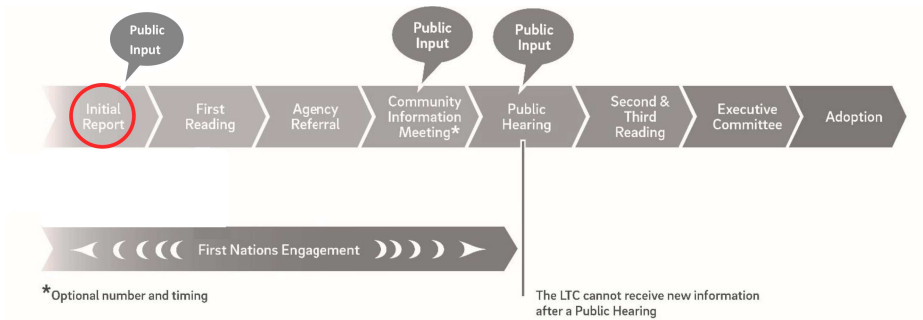 Public
Input
Public
Input
Public
Input
Initial
Report
First
Reading
Agency
Referral
Community
Information
Meeting*
Public
Hearing
Second &
Third
Reading
Executive
Committee
Adoption
First Nations Engagement
*Optional number and timing
The LTC cannot receive new information
after a Public Hearing